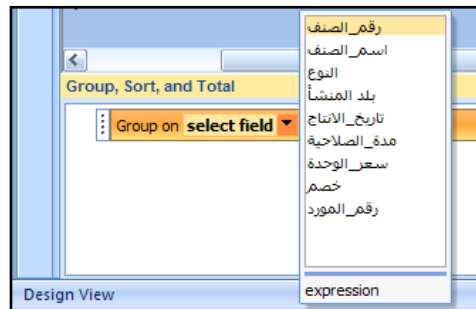 رقم_الصنف
اسم_الصنف
النوع
بلد المنشأ
تاريخ_الانتاج
مدة_الصلاحية
سعر_الوحدة
خصم
رقم_المورد
expression
Group, Sort, and Total
Group on select field
Design View